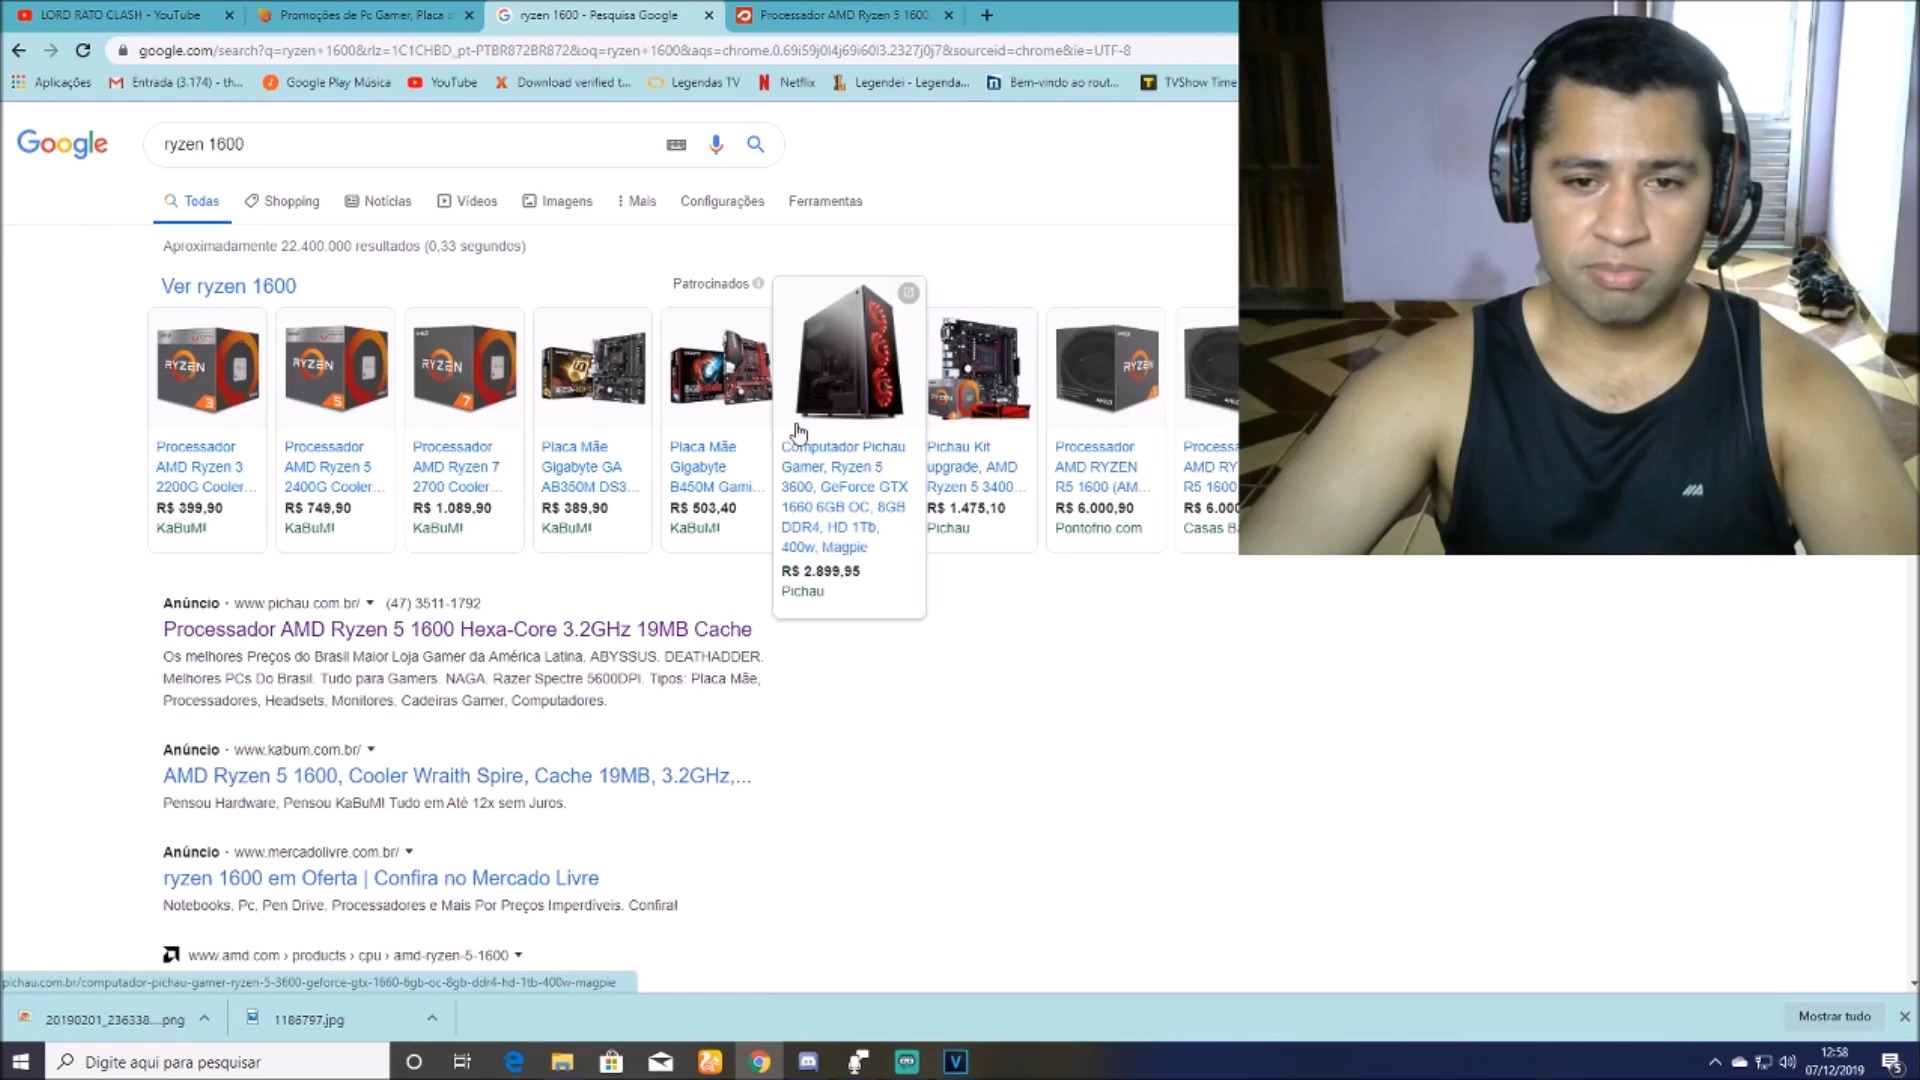 LORD RATO CLASH - YouTube
Promoções de Pc Gamer, Placa d
ryzen 1600 - Pesquisa Google
Processador AMD Ryzen 5 1600,
google.com/search?q=ryzen+1600&rlz=1C1CHBD_pt-PTBR872BR872&oq=ryzen+1600&aqs=chrome.0.69i59j0l4j69i60l3.2327j0j7&sourceid=chrome&ie=UTF-8
Aplicações
Entrada (3.174) - th...
Google Play Música
YouTube
Download verified t...
Legendas TV
Netflix
Legendei - Legenda...
Bem-vindo ao rout...
TVShow Time
Google
ryzen 1600
Todas
Shopping
Notícias
Vídeos
Imagens
Mais
Configurações
Ferramentas
Aproximadamente 22.400.000 resultados (0,33 segundos)
Ver ryzen 1600
Patrocinados
Processador
AMD Ryzen 3
2200G Cooler...
R$ 399,90
KaBuM!
Processador
AMD Ryzen 5
2400G Cooler...
R$ 749,90
KaBuM!
Processador
AMD Ryzen 7
2700 Cooler...
R$ 1.089,90
KaBuM!
Placa Mãe
Gigabyte GA
AB350M DS3...
R$ 389,90
KaBuM!
Placa Mãe
Gigabyte
B450M Gami...
R$ 503,40
KaBuM!
Computador Pichau
Gamer, Ryzen 5
3600, GeForce GTX
1660 6GB OC, 8GB
DDR4, HD 1Tb,
400w, Magpie
R$ 2.899,95
Pichau
Pichau Kit
upgrade, AMD
Ryzen 5 3400...
R$ 1.475,10
Pichau
Processador
AMD RYZEN
R5 1600 (AM...
R$ 6.000,90
Pontofrio.com
Process
AMD RY
R5 1600
R$ 6.000
Casas B
RYZEN
3
RYZEN
5
RYZEN
7
RYZEN
Anúncio · www.pichau.com.br/ (47) 3511-1792
Processador AMD Ryzen 5 1600 Hexa-Core 3.2GHz 19MB Cache
Os melhores Preços do Brasil Maior Loja Gamer da América Latina. ABYSSUS. DEATHADDER.
Melhores PCs Do Brasil. Tudo para Gamers. NAGA. Razer Spectre 5600DPI. Tipos: Placa Mãe,
Processadores, Headsets, Monitores, Cadeiras Gamer, Computadores.
Anúncio · www.kabum.com.br/
AMD Ryzen 5 1600, Cooler Wraith Spire, Cache 19MB, 3.2GHz,...
Pensou Hardware, Pensou KaBuM! Tudo em Até 12x sem Juros.
Anúncio · www.mercadolivre.com.br/
ryzen 1600 em Oferta | Confira no Mercado Livre
Notebooks, Pc, Pen Drive, Processadores e Mais Por Preços Imperdíveis. Confira!
www.amd.com › products › cpu › amd-ryzen-5-1600
pichau.com.br/computador-pichau-gamer-ryzen-5-3600-geforce-gtx-1660-6gb-oc-8gb-ddr4-hd-1tb-400w-magpie
20190201_236338....png
1186797.jpg
Mostrar tudo
Digite aqui para pesquisar
12:58
07/12/2019
5